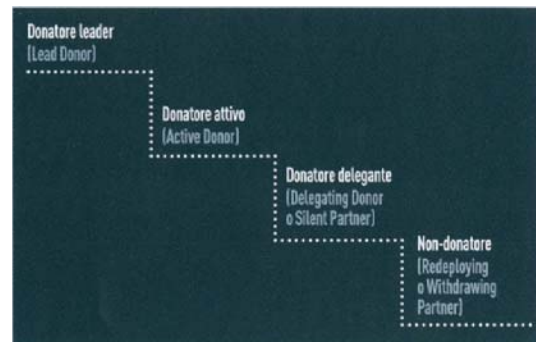 Donatore leader
(Lead Donor)
Donatore attivo
(Active Donor)
Donatore delegante
(Delegating Donor
o Silent Partner)
Non-donatore
(Redeploying
o Withdrawing
Partner)